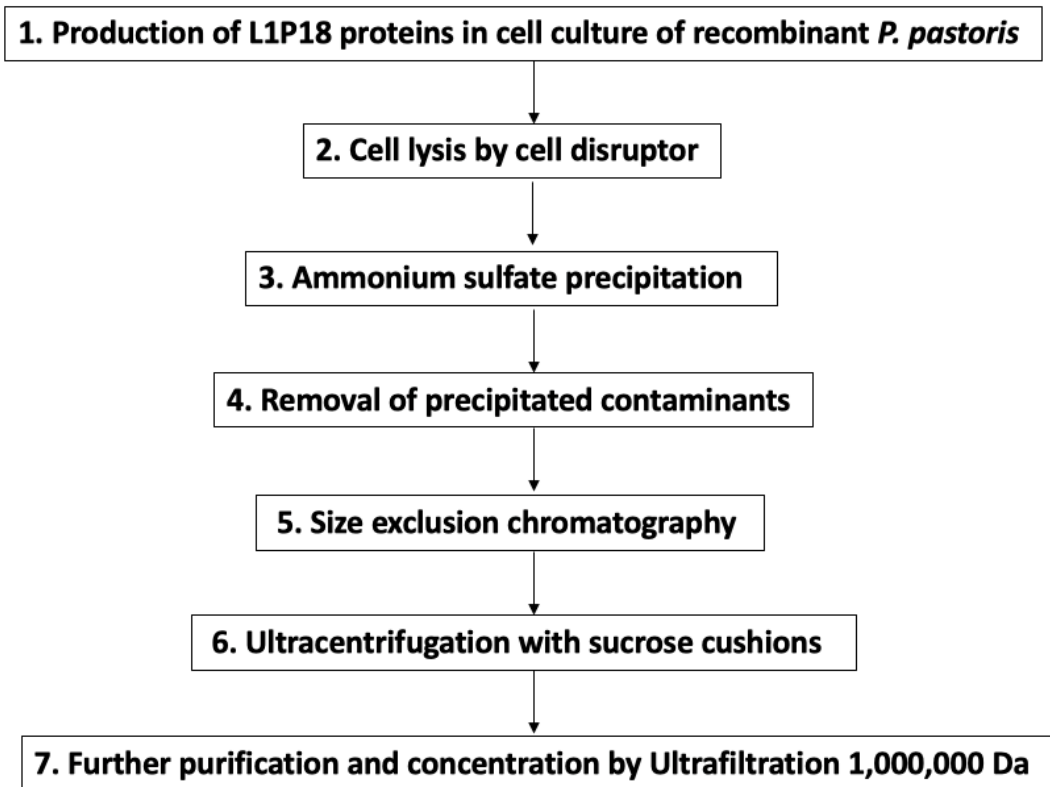 1. Production of L1P18 proteins in cell culture of recombinant P. pastoris
2. Cell lysis by cell disruptor
3. Ammonium sulfate precipitation
4. Removal of precipitated contaminants
5. Size exclusion chromatography
6. Ultracentrifugation with sucrose cushions
7. Further purification and concentration by Ultrafiltration 1,000,000 Da